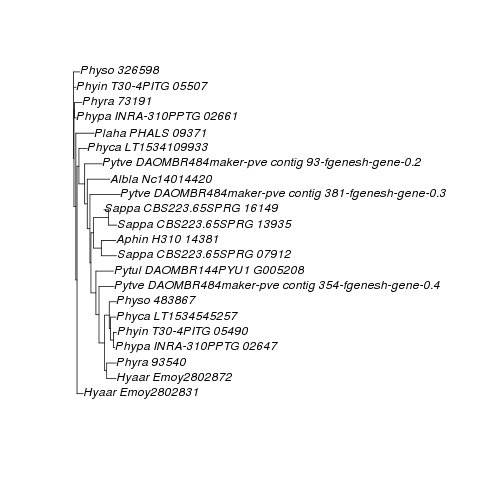 Physo 326598
Phyin T30-4PITG 05507
Phyra 73191
Phypa INRA-310PPTG 02661
Plaha PHALS 09371
Phyca LT1534109933
Pytve DAOMBR484maker-pve contig 93-fgenesh-gene-0.2
Albla Nc14014420
Pytve DAOMBR484maker-pve contig 381-fgenesh-gene-0.3
Sappa CBS223.65SPRG 16149
Sappa CBS223.65SPRG 13935
Aphin H310 14381
Sappa CBS223.65SPRG 07912
Pytul DAOMBR144PYU1 G005208
Pytve DAOMBR484maker-pve contig 354-fgenesh-gene-0.4
Physo 483867
Phyca LT1534545257
Phyin T30-4PITG 05490
Phypa INRA-310PPTG 02647
Phyra 93540
Hyaar Emoy2802872
Hyaar Emoy2802831